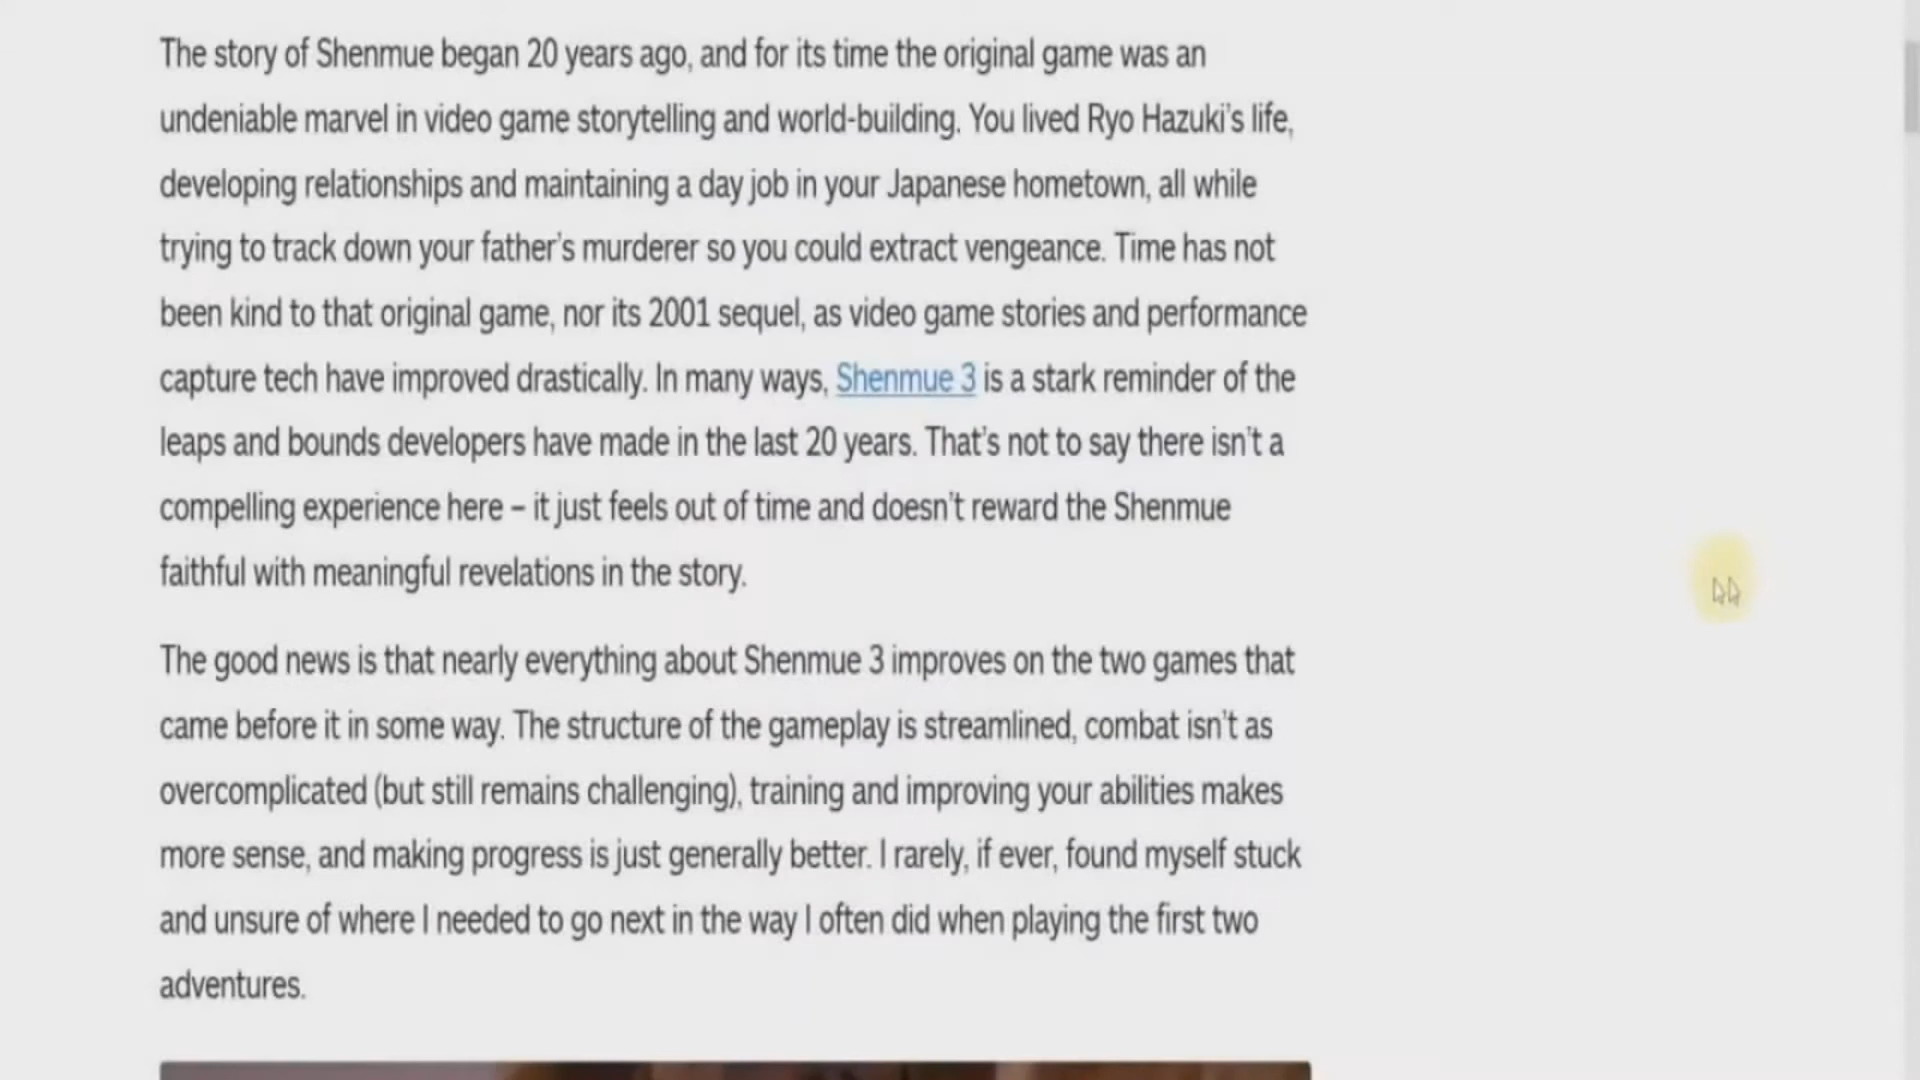 The story of Shenmue began 20 years ago, and for its time the original game was an
undeniable marvel in video game storytelling and world-building. You lived Ryo Hazuki's life,
developing relationships and maintaining a day job in your Japanese hometown, all while
trying to track down your father's murderer so you could extract vengeance. Time has not
been kind to that original game, nor its 2001 sequel, as video game stories and performance
capture tech have improved drastically. In many ways, Shenmue 3 is a stark reminder of the
leaps and bounds developers have made in the last 20 years. That's not to say there isn't a
compelling experience here – it just feels out of time and doesn't reward the Shenmue
faithful with meaningful revelations in the story.
The good news is that nearly everything about Shenmue 3 improves on the two games that
came before it in some way. The structure of the gameplay is streamlined, combat isn't as
overcomplicated (but still remains challenging), training and improving your abilities makes
more sense, and making progress is just generally better. I rarely, if ever, found myself stuck
and unsure of where I needed to go next in the way I often did when playing the first two
adventures.